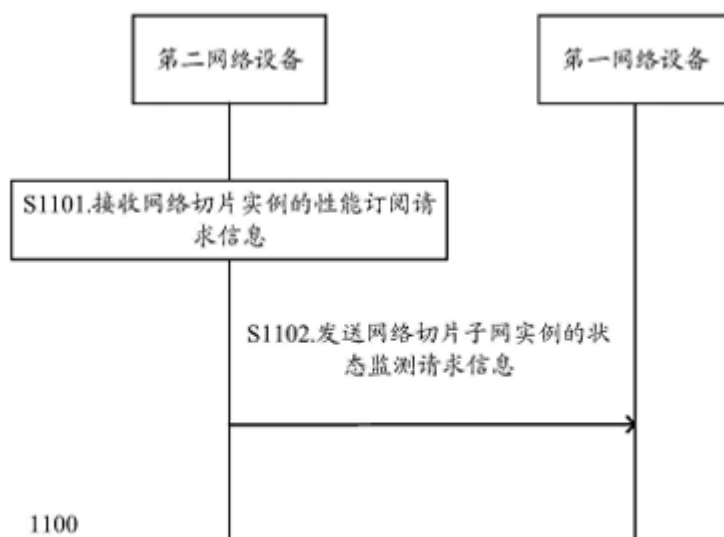 第二网络设备
第一网络设备
S1101.接收网络切片实例的性能订阅请
求信息
S1102.发送网络切片子网实例的状
态监测请求信息
1100